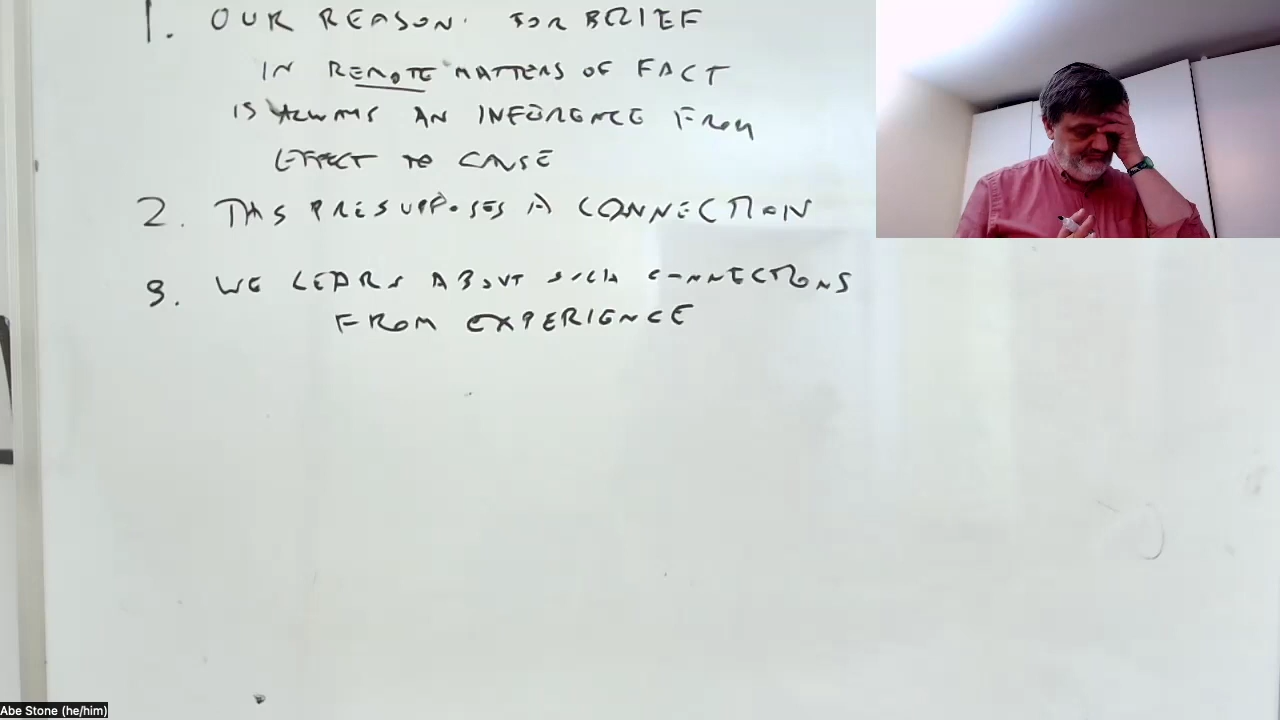 1. OUR REASON FOR BELIEF
IN REMOTE MATTERS OF FACT
IS ALWAYS AN INFERENCE FROM
EFFECT TO CAUSE
2. THIS PRESUPPOSES A CONNECTION
3. WE LEARN ABOUT SUCH CONNECTIONS
FROM EXPERIENCE
Abe Stone (he/him)